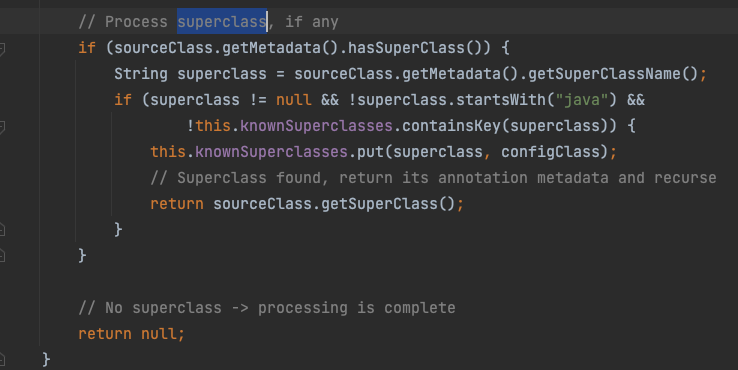 // Process superclass, if any
if (sourceClass.getMetadata().hasSuperClass()) {
String superclass = sourceClass.getMetadata().getSuperClassName();
if (superclass != null && !superclass.startsWith("java") &&
!this.knownSuperclasses.containsKey(superclass)) {
this.knownSuperclasses.put(superclass, configClass);
// Superclass found, return its annotation metadata and recurse
return sourceClass.getSuperClass();
}
}
// No superclass -> processing is complete
return null;
}